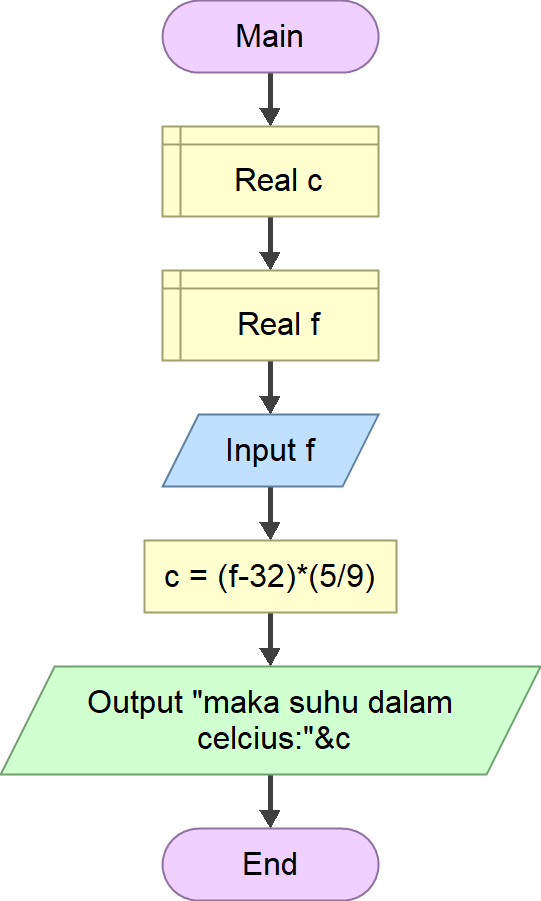 Main
Real c
Real f
Input f
c = (f-32)*(5/9)
Output "maka suhu dalam
celcius:"&c
End